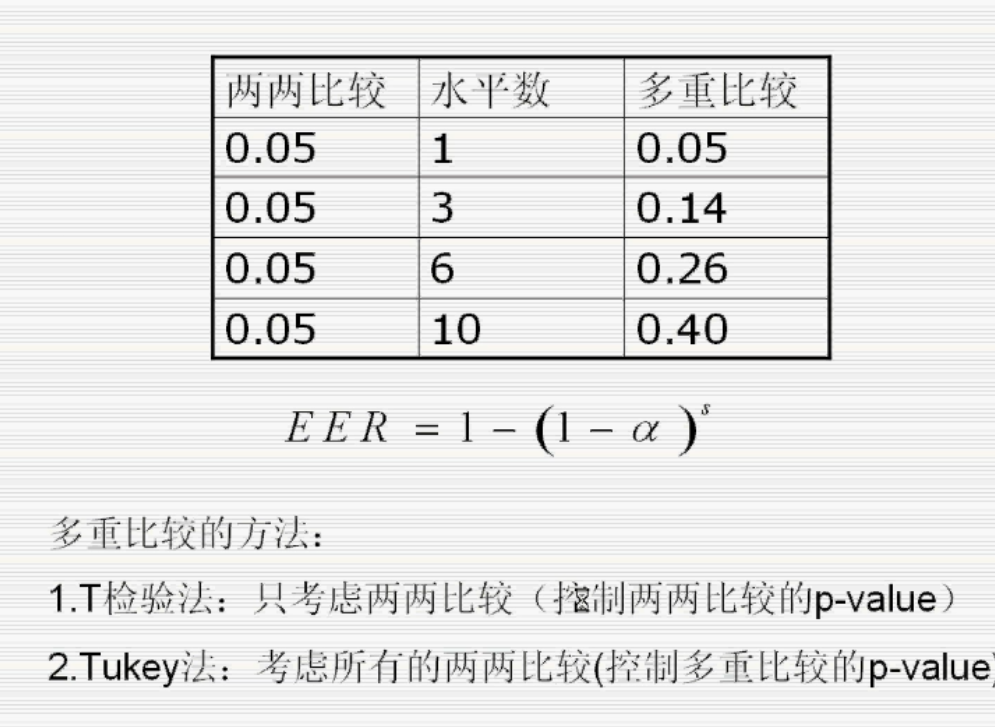 两两比较 水平数 多重比较
0.05 1 0.05
0.05 3 0.14
0.05 6 0.26
0.05 10 0.40
EER = 1 − (1 − α)^s
多重比较的方法：
1.T检验法：只考虑两两比较（控制两两比较的p-value）
2.Tukey法：考虑所有的两两比较(控制多重比较的p-value)